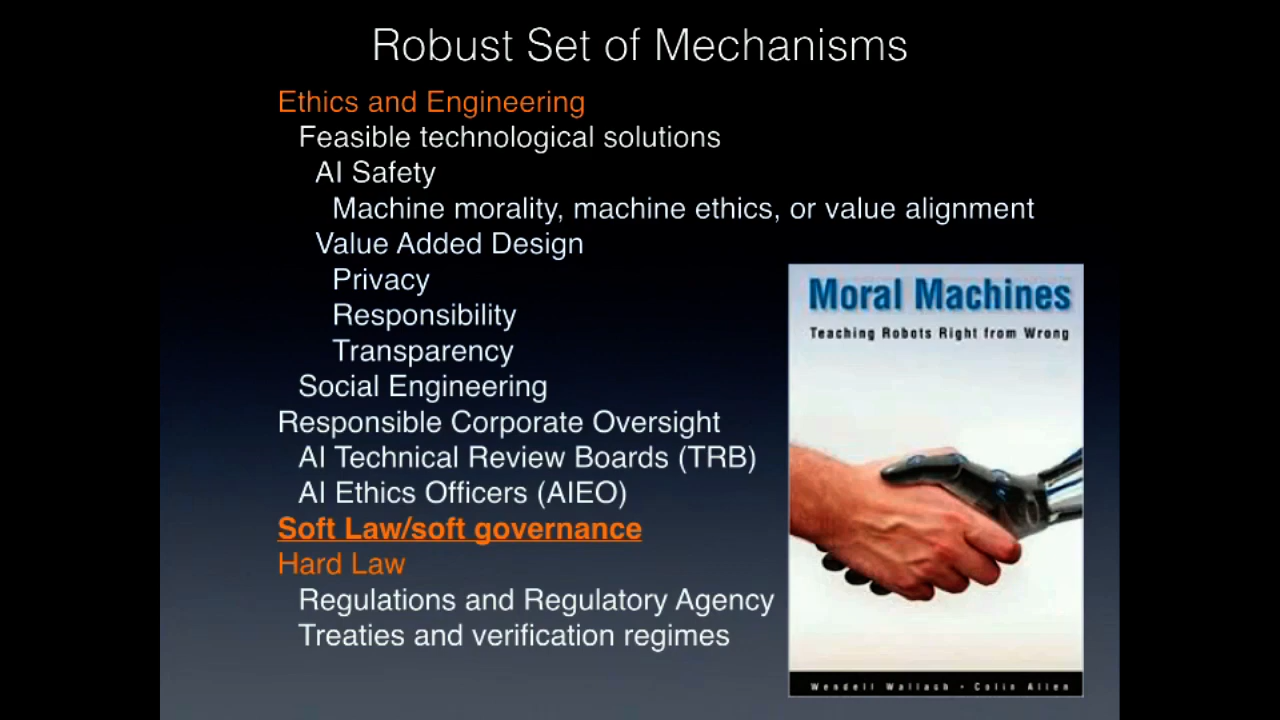 Robust Set of Mechanisms
Ethics and Engineering
Feasible technological solutions
AI Safety
Machine morality, machine ethics, or value alignment
Value Added Design
Privacy
Responsibility
Transparency
Social Engineering
Responsible Corporate Oversight
AI Technical Review Boards (TRB)
AI Ethics Officers (AIEO)
Soft Law/soft governance
Hard Law
Regulations and Regulatory Agency
Treaties and verification regimes
Moral Machines
Teaching Robots Right from Wrong
Wendell Wallach • Colin Allen